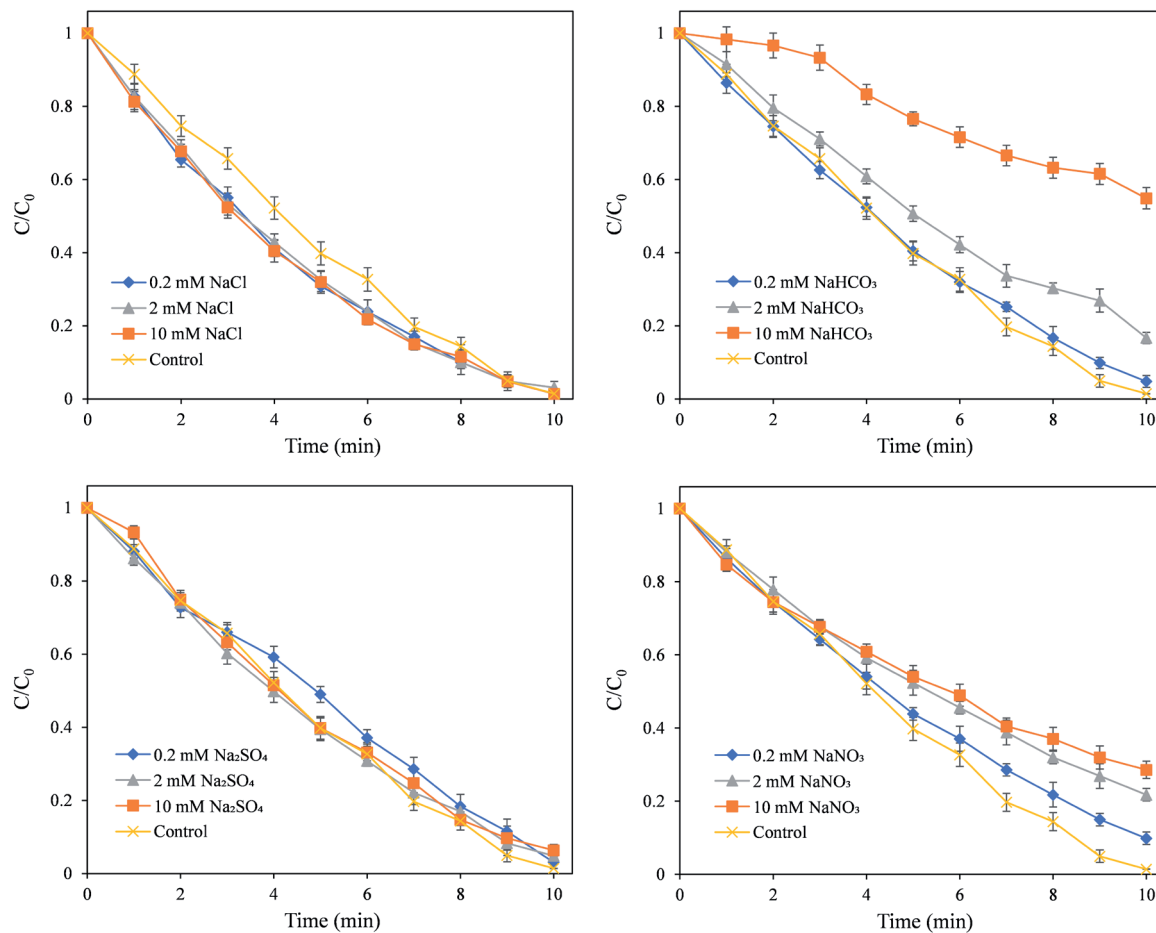 1
0.8
0.6
0.4
0.2
0
C/C₀
0.2 mM NaCl
2 mM NaCl
10 mM NaCl
Control
0 2 4 6 8 10
Time (min)
1
0.8
0.6
0.4
0.2
0
C/C₀
0.2 mM NaHCO₃
2 mM NaHCO₃
10 mM NaHCO₃
Control
0 2 4 6 8 10
Time (min)
1
0.8
0.6
0.4
0.2
0
C/C₀
0.2 mM Na₂SO₄
2 mM Na₂SO₄
10 mM Na₂SO₄
Control
0 2 4 6 8 10
Time (min)
1
0.8
0.6
0.4
0.2
0
C/C₀
0.2 mM NaNO₃
2 mM NaNO₃
10 mM NaNO₃
Control
0 2 4 6 8 10
Time (min)